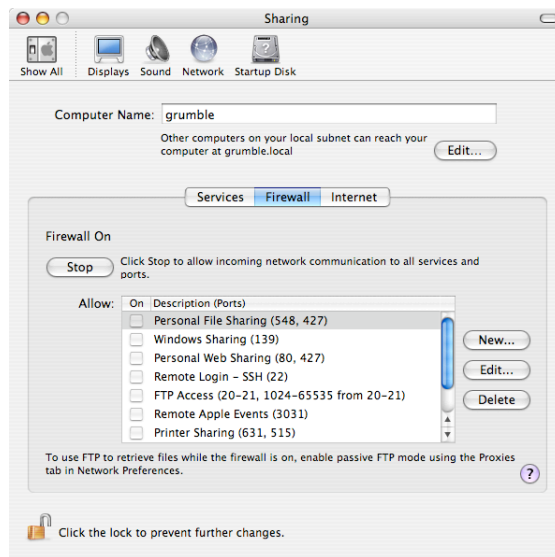 Sharing
Show All Displays Sound Network Startup Disk
Computer Name: grumble
Other computers on your local subnet can reach your
computer at grumble.local
Edit...
Services Firewall Internet
Firewall On
Stop
Click Stop to allow incoming network communication to all services and
ports.
Allow:
On Description (Ports)
Personal File Sharing (548, 427)
Windows Sharing (139)
Personal Web Sharing (80, 427)
Remote Login – SSH (22)
FTP Access (20-21, 1024-65535 from 20-21)
Remote Apple Events (3031)
Printer Sharing (631, 515)
New...
Edit...
Delete
To use FTP to retrieve files while the firewall is on, enable passive FTP mode using the Proxies
tab in Network Preferences.
?
Click the lock to prevent further changes.